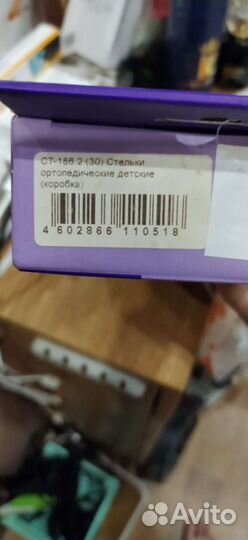 СТ-186.2 (30) Стельки
ортопедические детские
(коробка)
4 602866 110518
Avito